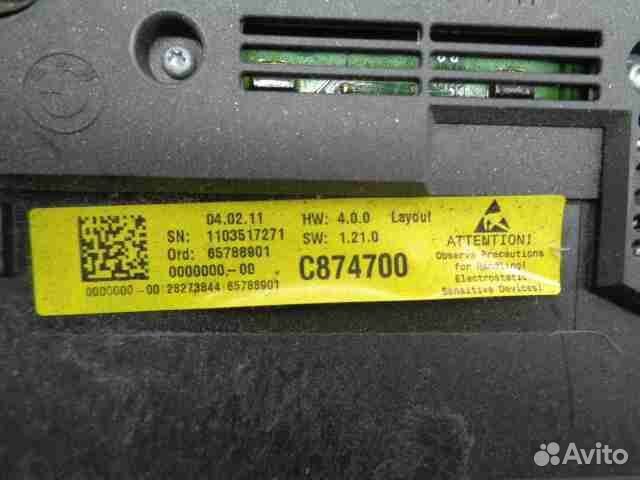 04.02.11 HW: 4.0.0 Layout
SN: 1103517271 SW: 1.21.0
Ord: 65788901
0000000.-00 C874700
0000000-00 28273844 65788901
ATTENTION!
Observe Precautions
for Handling!
Electrostatic
Sensitive Devices!
Avito